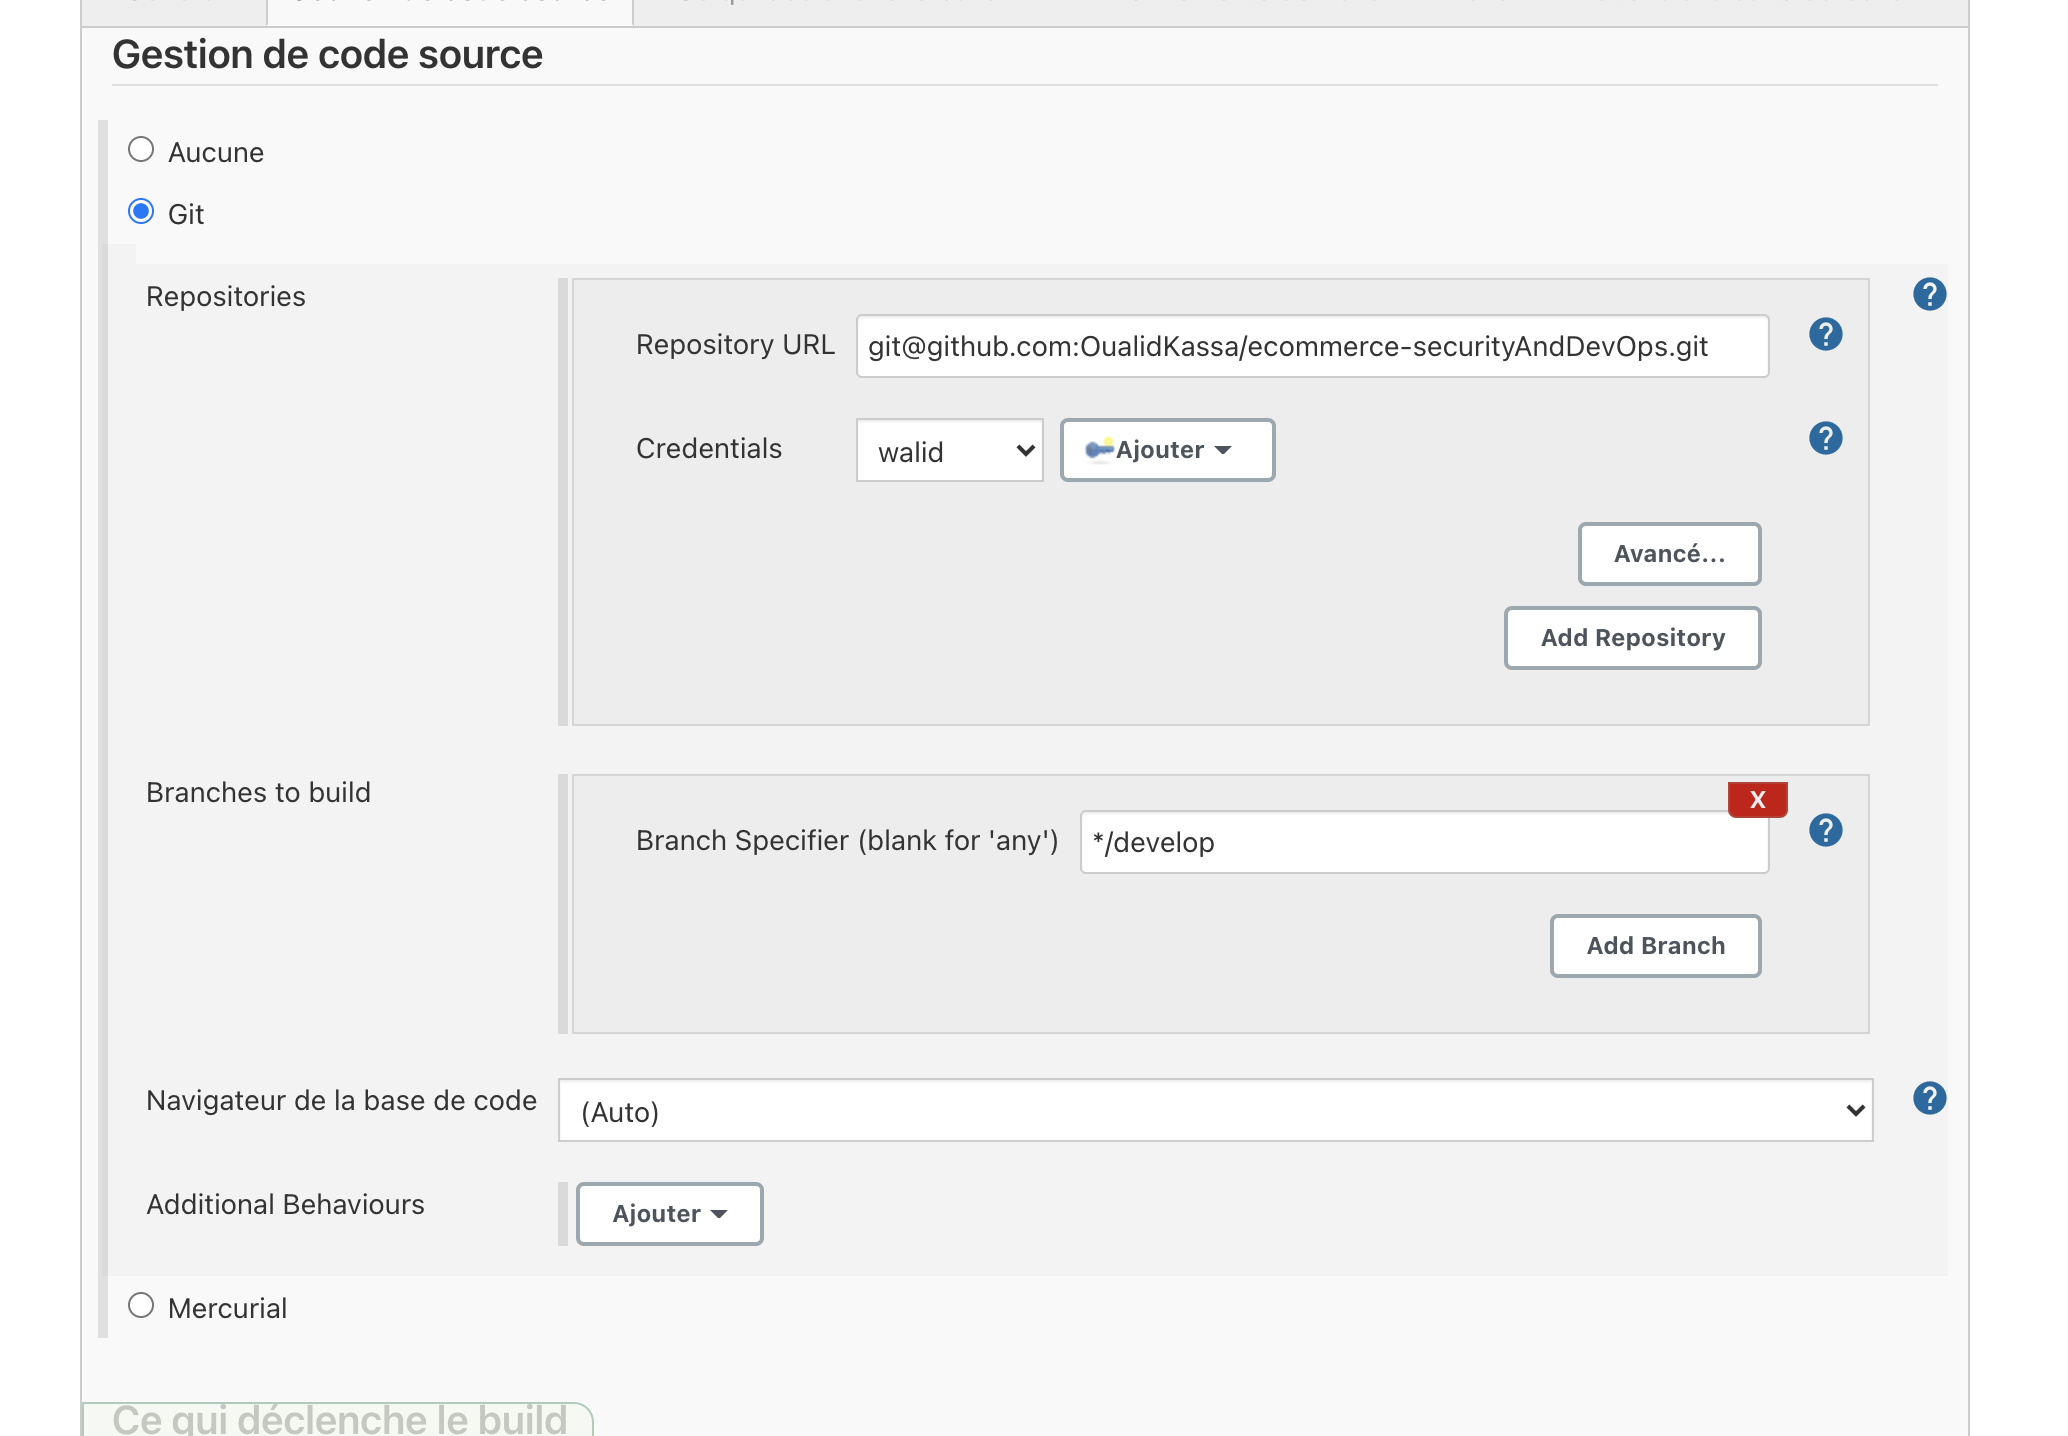 Gestion de code source
Aucune
Git
Repositories
Repository URL git@github.com:OualidKassa/ecommerce-securityAndDevOps.git
Credentials walid Ajouter
Avancé...
Add Repository
Branches to build
X
Branch Specifier (blank for 'any') */develop
Add Branch
Navigateur de la base de code (Auto)
Additional Behaviours Ajouter
Mercurial
Ce qui déclenche le build